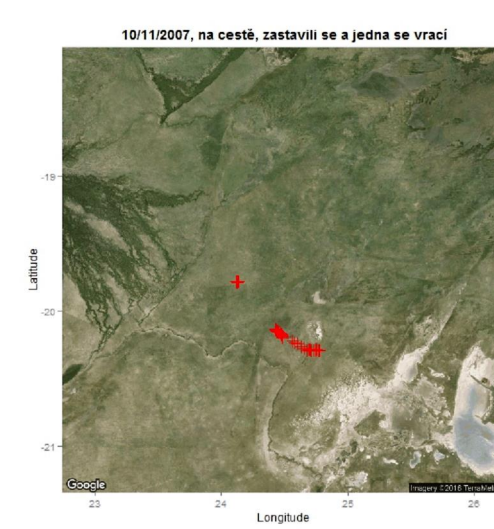 10/11/2007, na cestě, zastavili se a jedna se vrací
-19
-20
-21
Latitude
Google
Imagery ©2016 TerraMet
23
24
25
26
Longitude